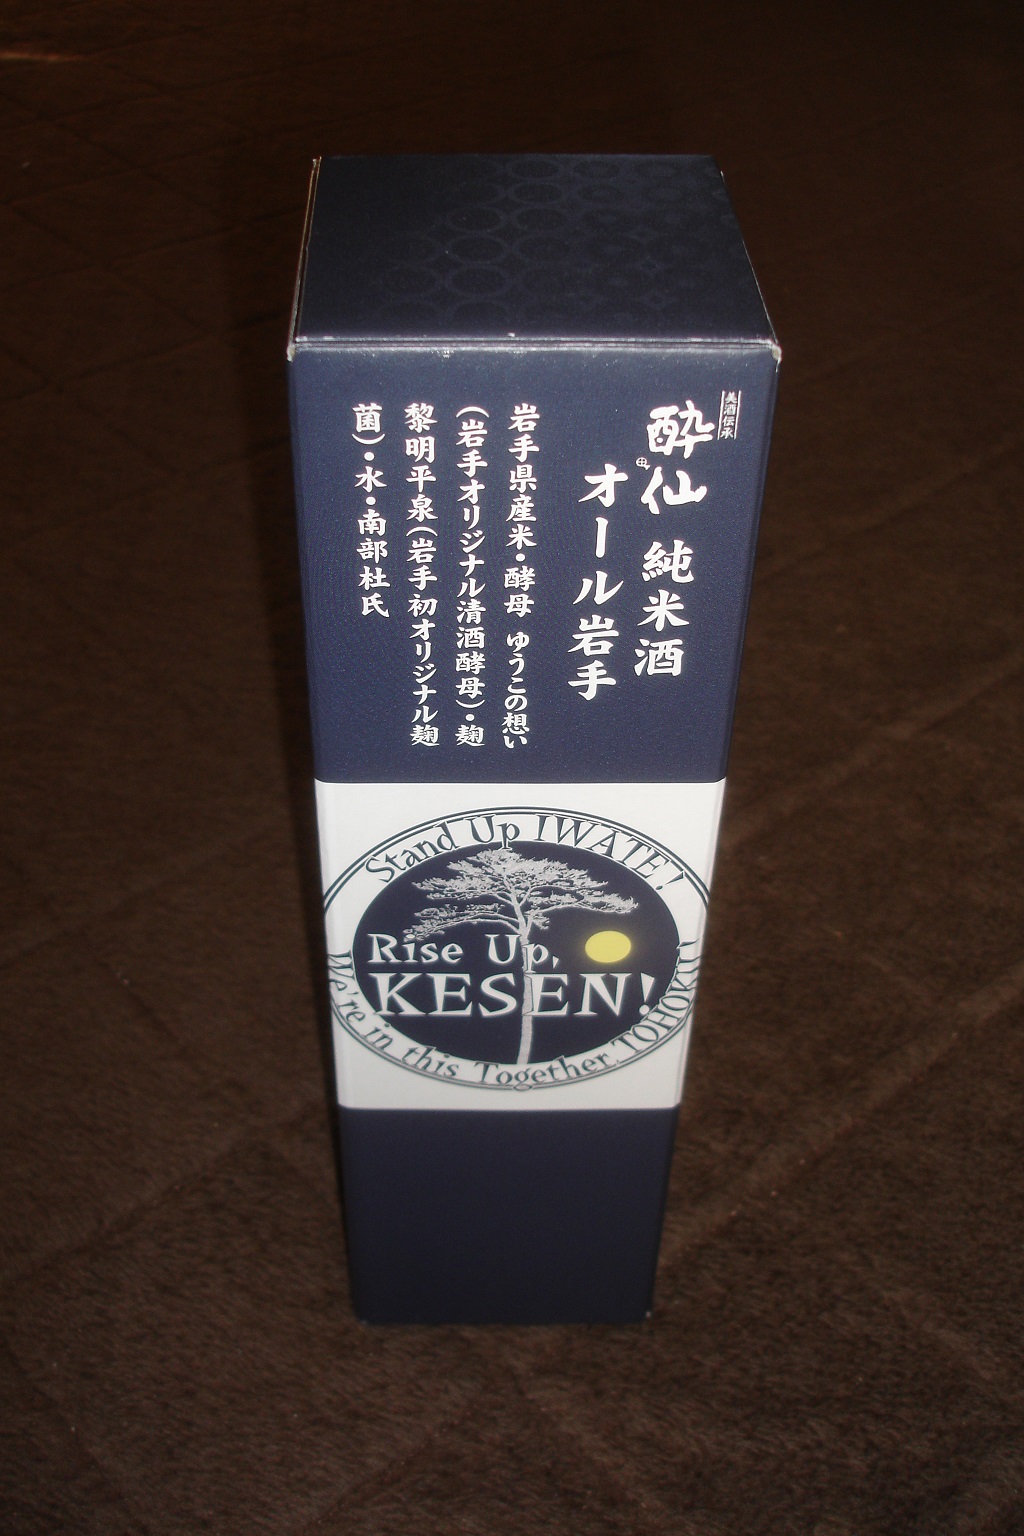 美酒伝承
酔仙 純米酒
オール岩手
岩手県産米・酵母 ゆうこの想い
(岩手オリジナル清酒酵母)・麹
黎明平泉(岩手初オリジナル麹
菌)・水・南部杜氏
Stand Up IWATE!
Rise Up,
KESEN!
We're in this Together TOHOKU!